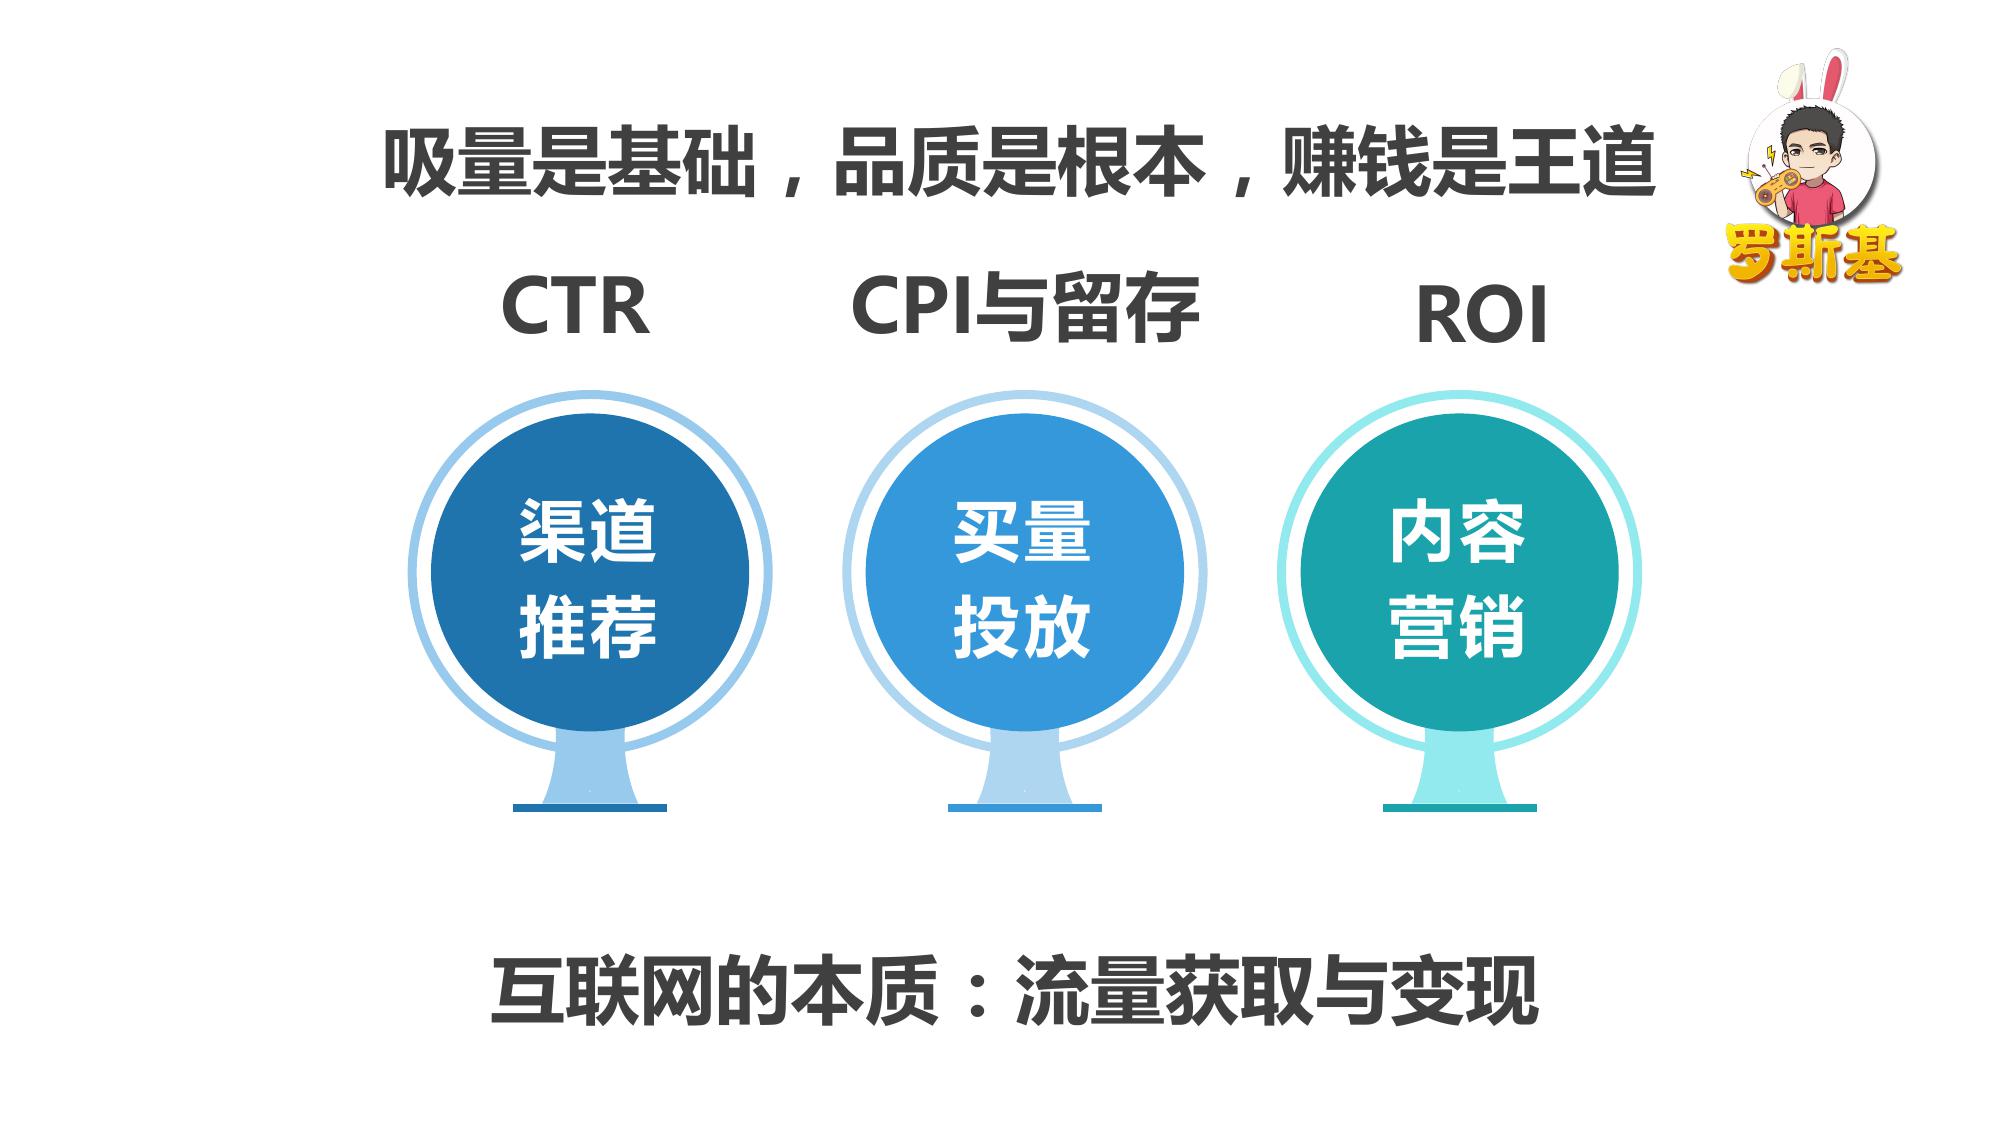 吸量是基础，品质是根本，赚钱是王道
罗斯基
CTR
CPI与留存
ROI
渠道
推荐
买量
投放
内容
营销
互联网的本质：流量获取与变现